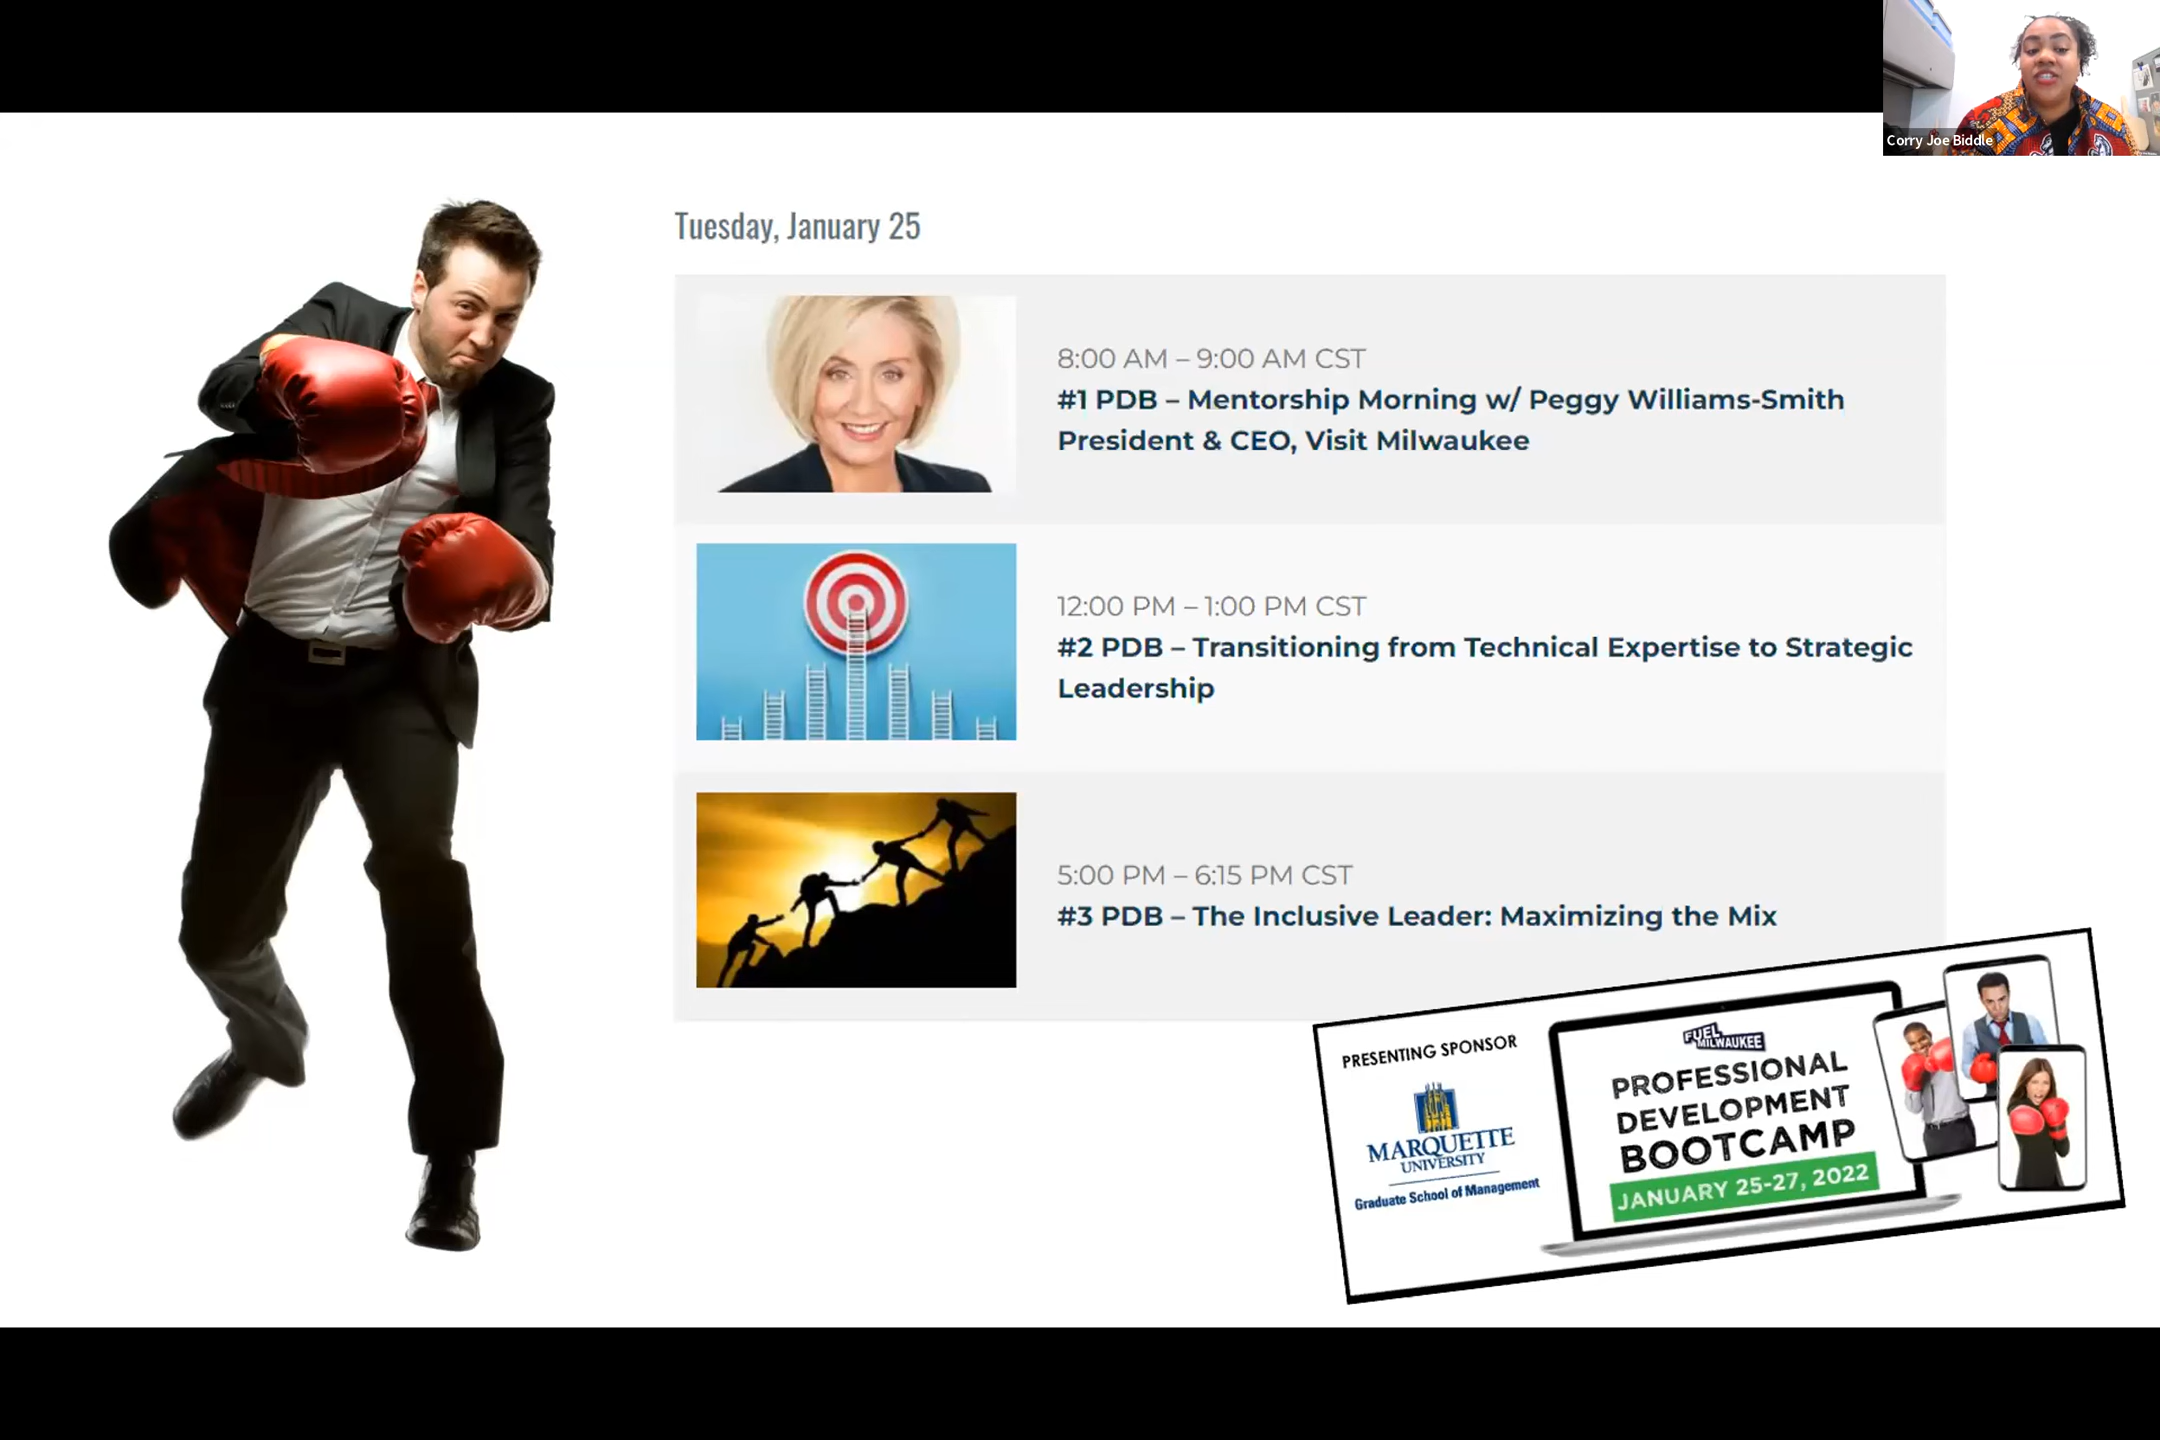 Corry Joe Biddle
Tuesday, January 25
8:00 AM – 9:00 AM CST
#1 PDB – Mentorship Morning w/ Peggy Williams-Smith
President & CEO, Visit Milwaukee
12:00 PM – 1:00 PM CST
#2 PDB – Transitioning from Technical Expertise to Strategic
Leadership
5:00 PM – 6:15 PM CST
#3 PDB – The Inclusive Leader: Maximizing the Mix
PRESENTING SPONSOR
MARQUETTE
UNIVERSITY
Graduate School of Management
FUEL
MILWAUKEE
PROFESSIONAL
DEVELOPMENT
BOOTCAMP
JANUARY 25-27, 2022